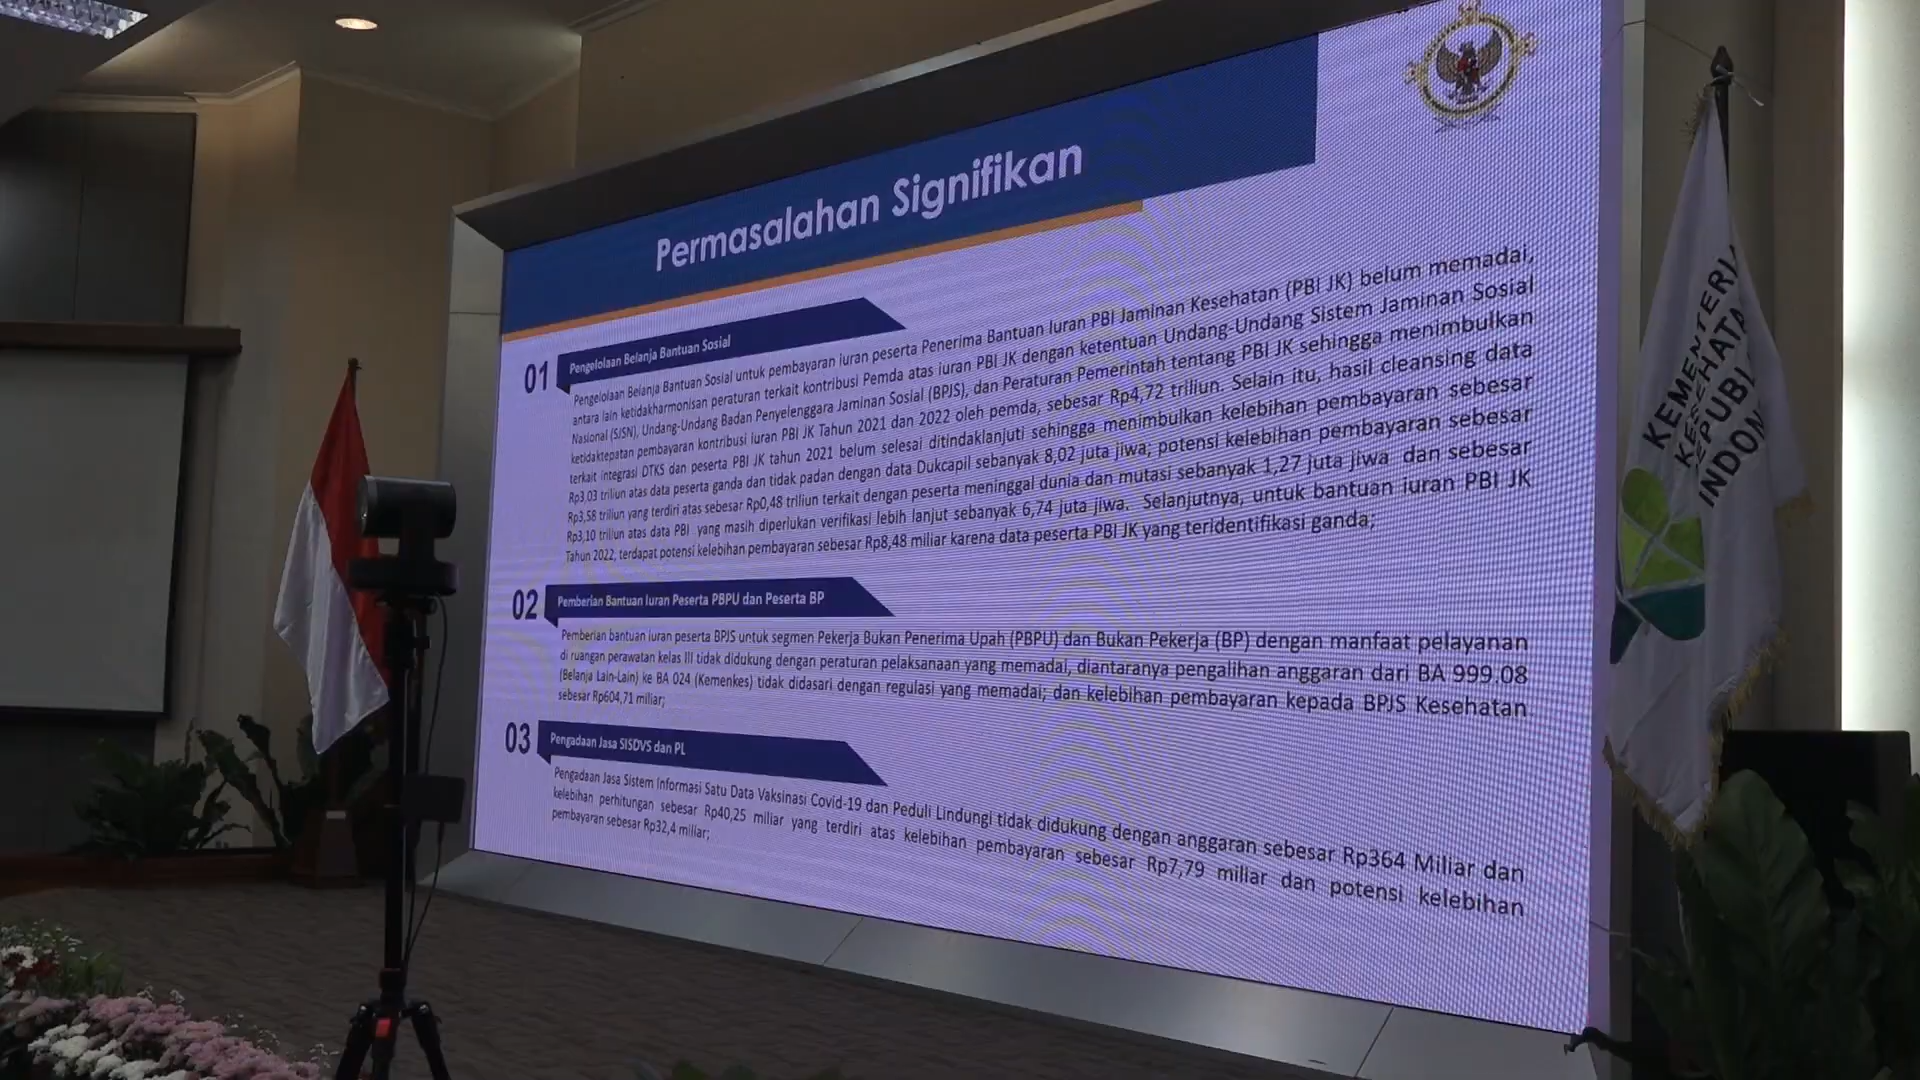 Permasalahan Signifikan
01
Pengelolaan Belanja Bantuan Sosial
Pengelolaan Belanja Bantuan Sosial untuk pembayaran iuran peserta Penerima Bantuan Iuran PBI Jaminan Kesehatan (PBI JK) belum memadai,
antara lain ketidakharmonisan peraturan terkait kontribusi Pemda atas iuran PBI JK dengan ketentuan Undang-Undang Sistem Jaminan Sosial
Nasional (SJSN), Undang-Undang Badan Penyelenggara Jaminan Sosial (BPJS), dan Peraturan Pemerintah tentang PBI JK sehingga menimbulkan
ketidaktepatan pembayaran kontribusi iuran PBI JK Tahun 2021 dan 2022 oleh pemda, sebesar Rp4,72 triliun. Selain itu, hasil cleansing data
terkait integrasi DTKS dan peserta PBI JK tahun 2021 belum selesai ditindaklanjuti sehingga menimbulkan kelebihan pembayaran sebesar
Rp3,03 triliun atas data peserta ganda dan tidak padan dengan data Dukcapil sebanyak 8,02 juta jiwa; potensi kelebihan pembayaran sebesar
Rp3,58 triliun yang terdiri atas sebesar Rp0,48 triliun terkait dengan peserta meninggal dunia dan mutasi sebanyak 1,27 juta jiwa dan sebesar
Rp3,10 triliun atas data PBI yang masih diperlukan verifikasi lebih lanjut sebanyak 6,74 juta jiwa. Selanjutnya, untuk bantuan iuran PBI JK
Tahun 2022, terdapat potensi kelebihan pembayaran sebesar Rp8,48 miliar karena data peserta PBI JK yang teridentifikasi ganda;
02
Pemberian Bantuan Iuran Peserta PBPU dan Peserta BP
Pemberian bantuan iuran peserta BPJS untuk segmen Pekerja Bukan Penerima Upah (PBPU) dan Bukan Pekerja (BP) dengan manfaat pelayanan
di ruangan perawatan kelas III tidak didukung dengan peraturan pelaksanaan yang memadai, diantaranya pengalihan anggaran dari BA 999.08
(Belanja Lain-Lain) ke BA 024 (Kemenkes) tidak didasari dengan regulasi yang memadai; dan kelebihan pembayaran kepada BPJS Kesehatan
sebesar Rp604,71 miliar;
03
Pengadaan Jasa SISDVS dan PL
Pengadaan Jasa Sistem Informasi Satu Data Vaksinasi Covid-19 dan Peduli Lindungi tidak didukung dengan anggaran sebesar Rp364 Miliar dan
kelebihan perhitungan sebesar Rp40,25 miliar yang terdiri atas kelebihan pembayaran sebesar Rp7,79 miliar dan potensi kelebihan
pembayaran sebesar Rp32,4 miliar;
KEMENTERI
KESEHATA
REPUBL
INDON